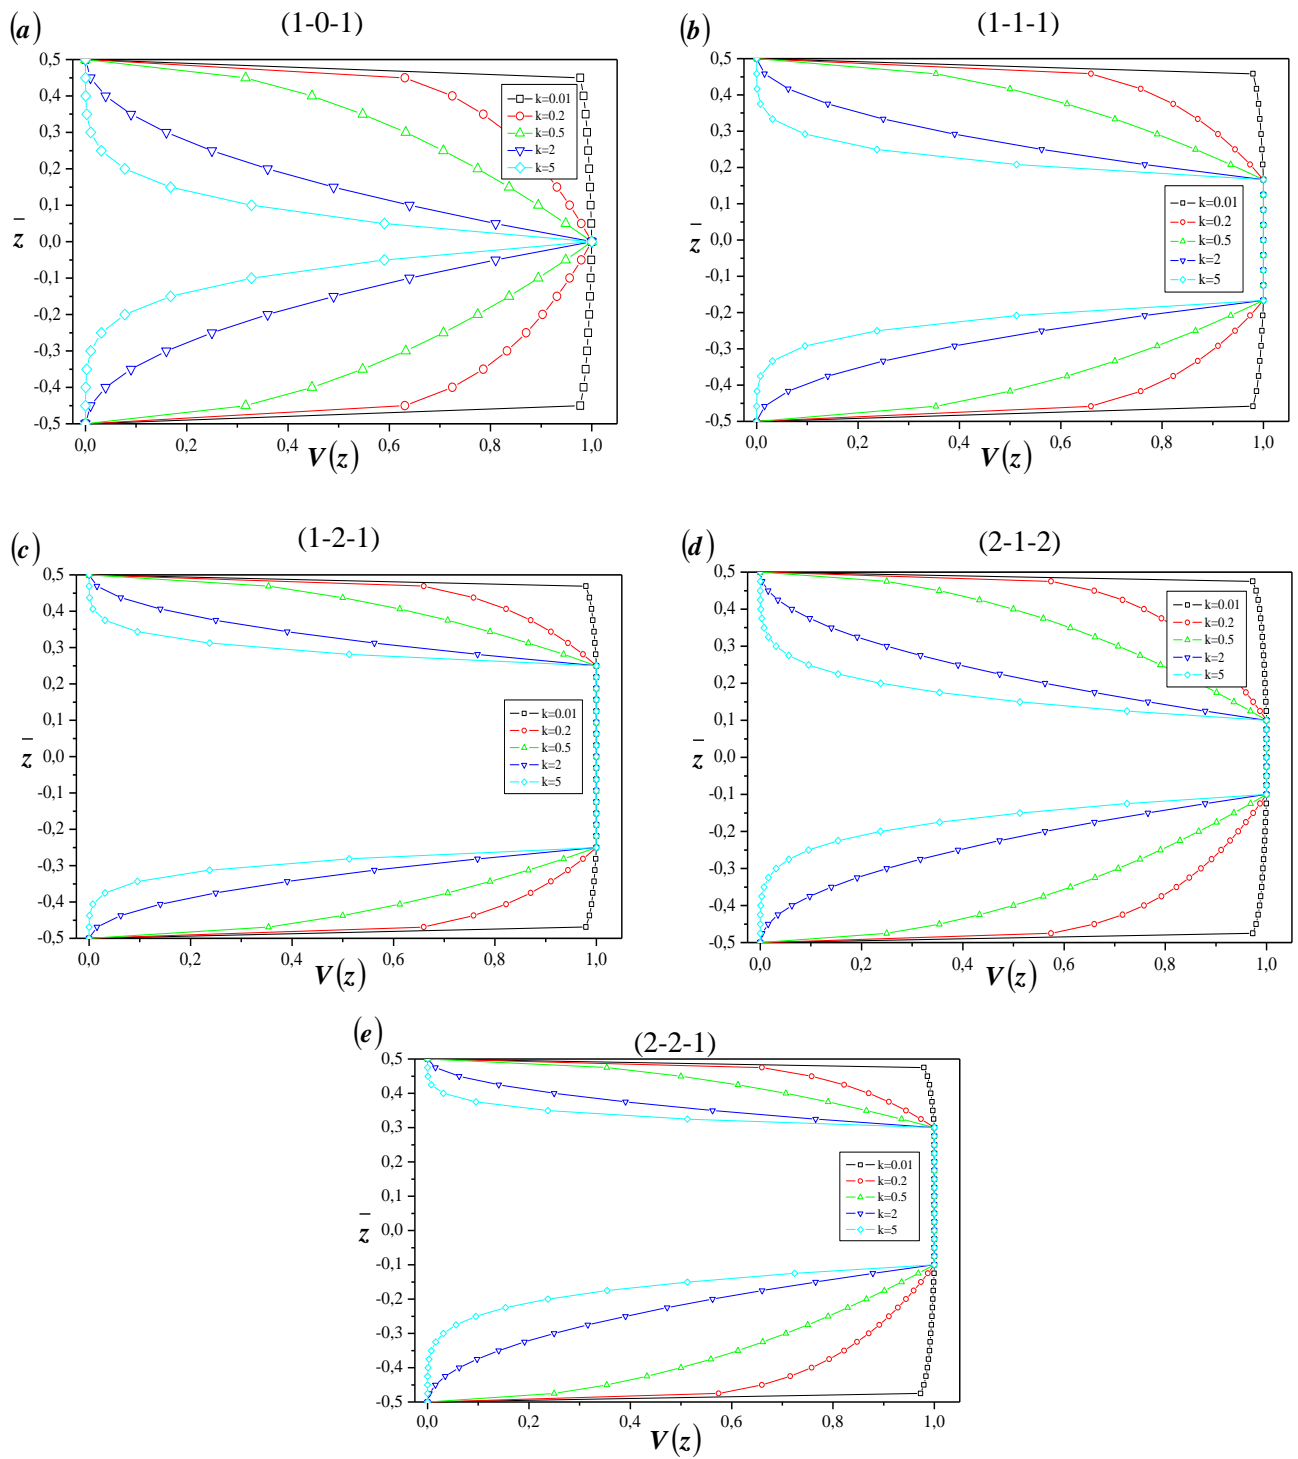 (a)
(1-0-1)
0,5
0,4
0,3
0,2
0,1
0,0
-0,1
-0,2
-0,3
-0,4
-0,5
z
k=0.01
k=0.2
k=0.5
k=2
k=5
0,0 0,2 0,4 0,6 0,8 1,0
V(z)
(b)
(1-1-1)
0,5
0,4
0,3
0,2
0,1
0,0
-0,1
-0,2
-0,3
-0,4
-0,5
z
k=0.01
k=0.2
k=0.5
k=2
k=5
0,0 0,2 0,4 0,6 0,8 1,0
V(z)
(c)
(1-2-1)
0,5
0,4
0,3
0,2
0,1
0,0
-0,1
-0,2
-0,3
-0,4
-0,5
z
k=0.01
k=0.2
k=0.5
k=2
k=5
0,0 0,2 0,4 0,6 0,8 1,0
V(z)
(d)
(2-1-2)
0,5
0,4
0,3
0,2
0,1
0,0
-0,1
-0,2
-0,3
-0,4
-0,5
z
k=0.01
k=0.2
k=0.5
k=2
k=5
0,0 0,2 0,4 0,6 0,8 1,0
V(z)
(e)
(2-2-1)
0,5
0,4
0,3
0,2
0,1
0,0
-0,1
-0,2
-0,3
-0,4
-0,5
z
k=0.01
k=0.2
k=0.5
k=2
k=5
0,0 0,2 0,4 0,6 0,8 1,0
V(z)